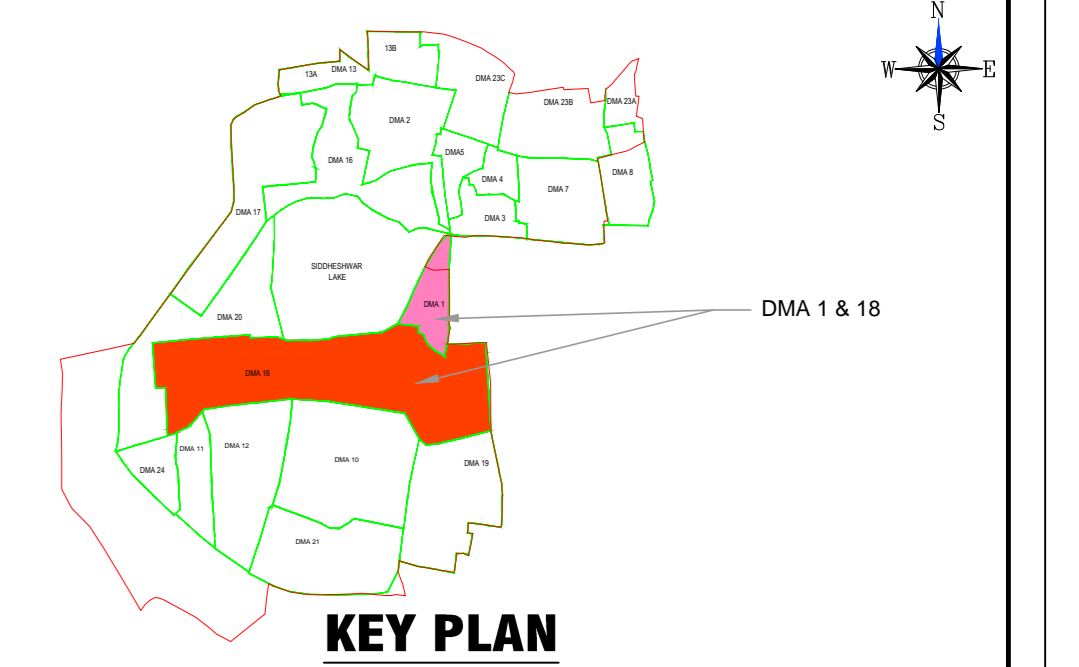 N
W
E
S
13B
13A
DMA 13
DMA 23C
DMA 23B
DMA 23A
DMA 2
DMA5
DMA 16
DMA 4
DMA 8
DMA 7
DMA 17
DMA 3
SIDDHESHWAR
LAKE
DMA 1
DMA 1 & 18
DMA 20
DMA 18
DMA 12
DMA 11
DMA 10
DMA 19
DMA 24
DMA 21
KEY PLAN